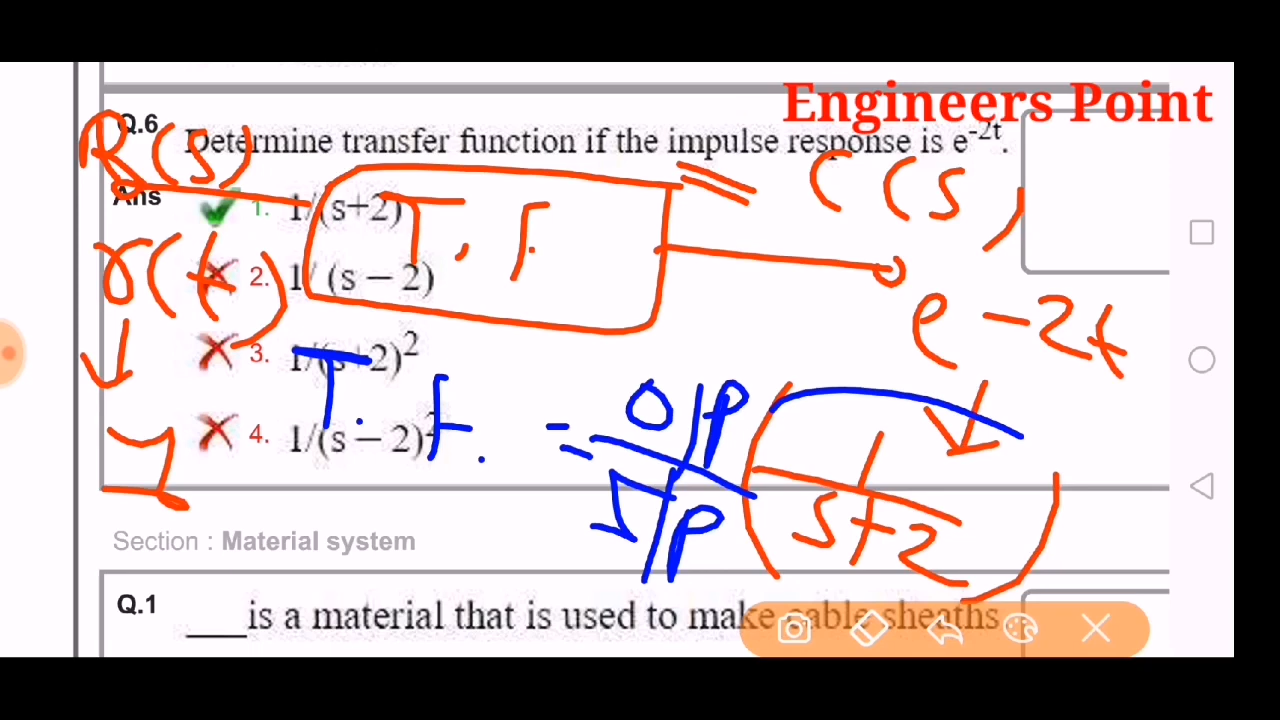 Engineers Point
Q.6 Determine transfer function if the impulse response is e-2t.
R(s)
C(s)
Ans 1. 1/(s+2)
T.F.
r(t)
2. 1/ (s – 2)
e-2t
3. 1/(s+2)2
4. 1/(s – 2)2
T.F. = O/P
I/P
1
s+2
1
Section : Material system
Q.1 ___is a material that is used to make cable sheaths.